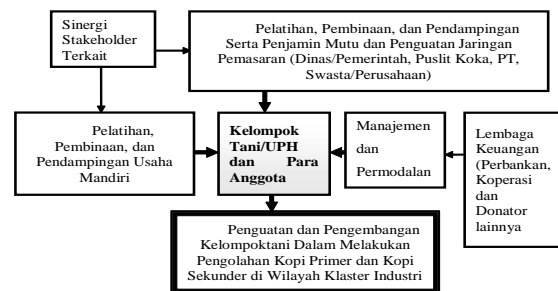 Sinergi
Stakeholder
Terkait
Pelatihan, Pembinaan, dan Pendampingan
Serta Penjamin Mutu dan Penguatan Jaringan
Pemasaran (Dinas/Pemerintah, Puslit Koka, PT,
Swasta/Perusahaan)
Pelatihan,
Pembinaan, dan
Pendampingan Usaha
Mandiri
Kelompok
Tani/UPH
dan Para
Anggota
Manajemen
dan
Permodalan
Lembaga
Keuangan
(Perbankan,
Koperasi
dan
Donator
lainnya
Penguatan dan Pengembangan
Kelompoktani Dalam Melakukan
Pengolahan Kopi Primer dan Kopi
Sekunder di Wilayah Klaster Industri